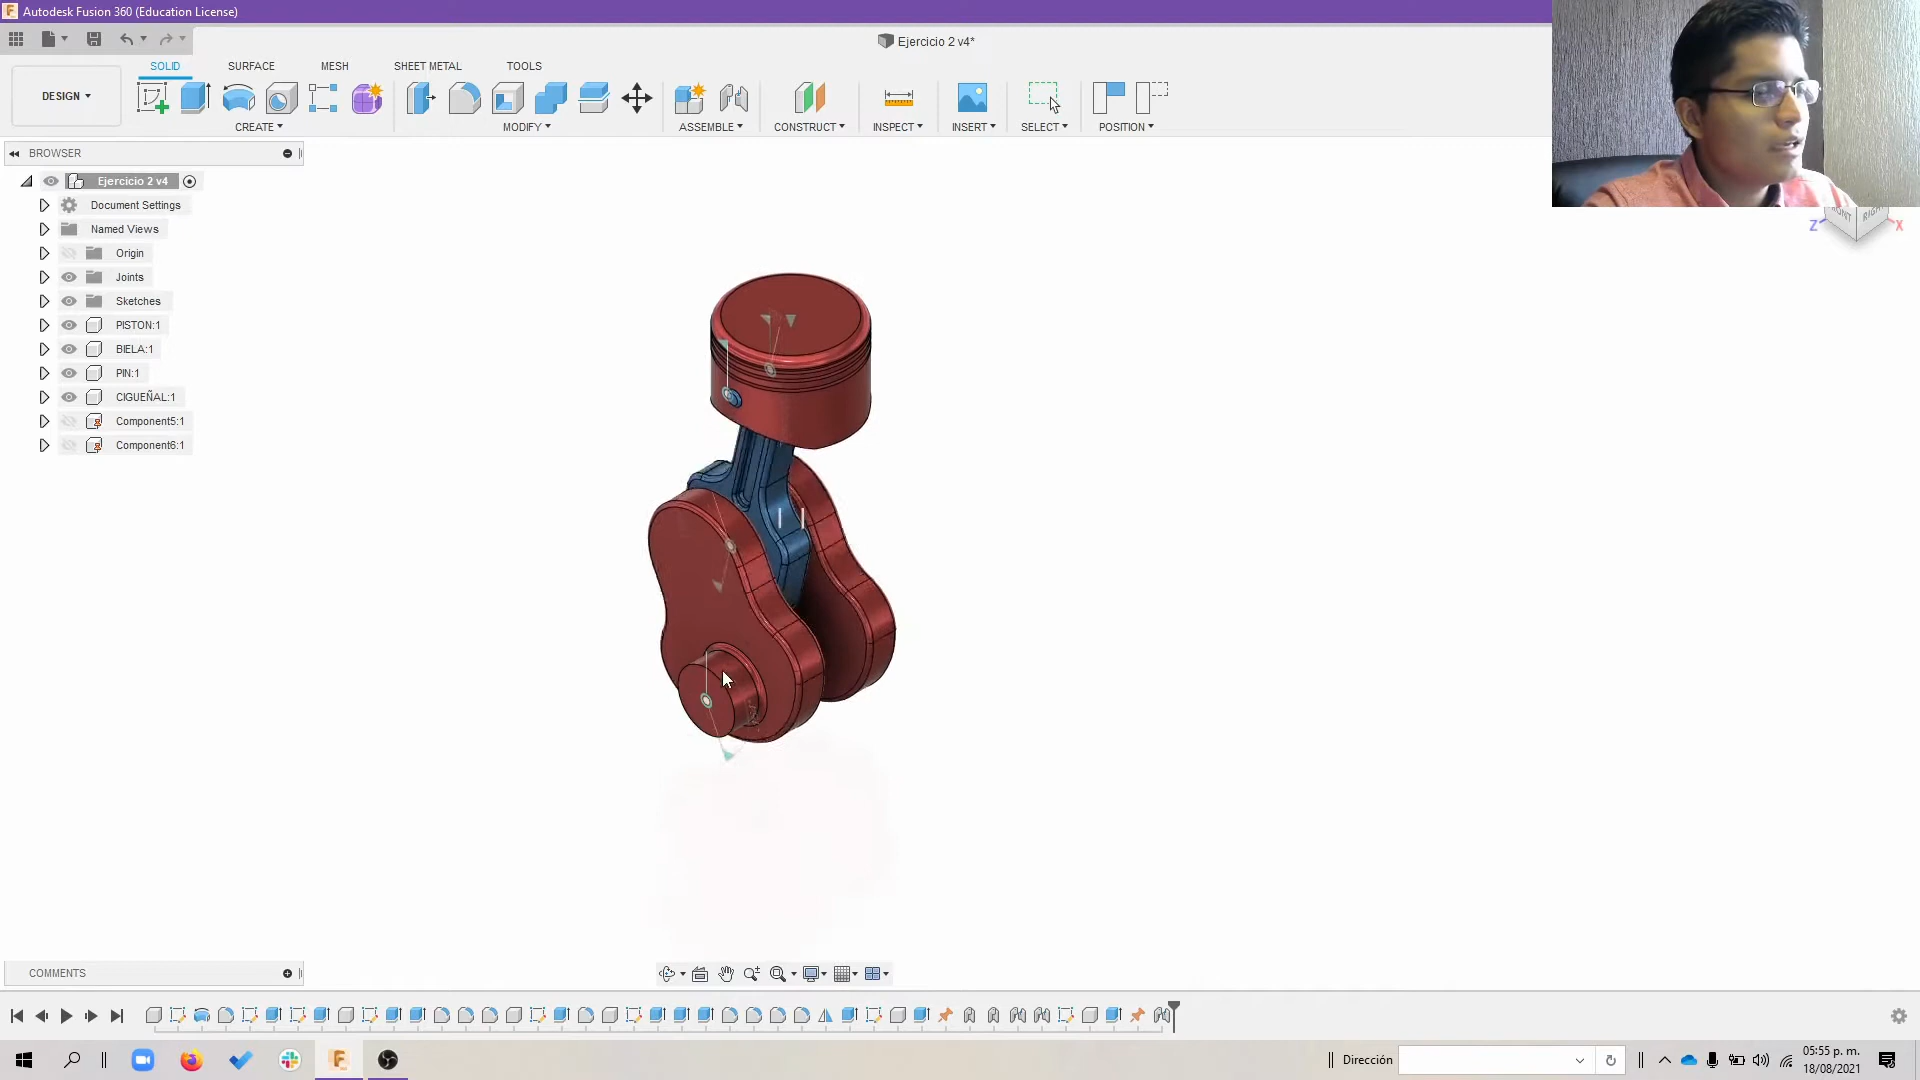 Autodesk Fusion 360 (Education License)
Ejercicio 2 v4*
DESIGN
SOLID
SURFACE
MESH
SHEET METAL
TOOLS
CREATE
MODIFY
ASSEMBLE
CONSTRUCT
INSPECT
INSERT
SELECT
POSITION
BROWSER
Ejercicio 2 v4
Document Settings
Named Views
Origin
Joints
Sketches
PISTON:1
BIELA:1
PIN:1
CIGUEÑAL:1
Component5:1
Component6:1
RIGHT
Z
X
COMMENTS
Dirección
05:55 p. m.
18/08/2021